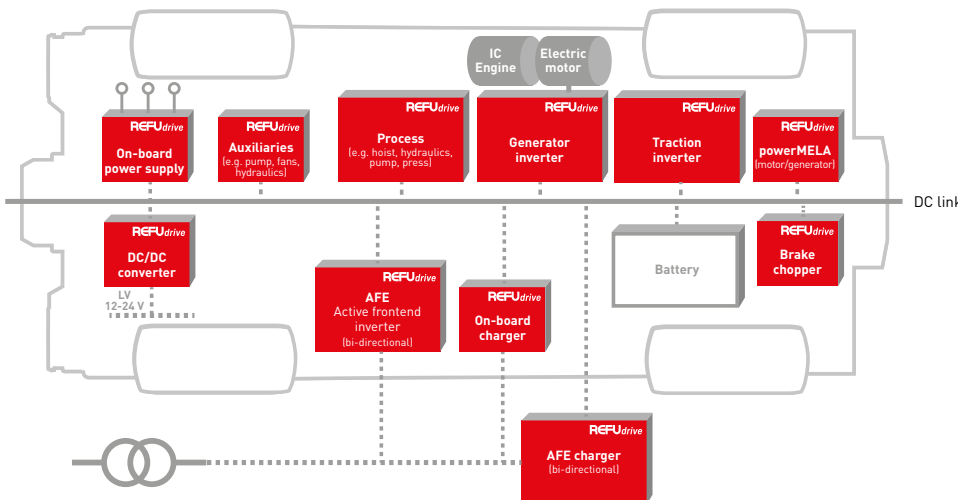 IC
Engine
Electric
motor
REFUdrive
On-board
power supply
REFUdrive
Auxiliaries
(e.g. pump, fans,
hydraulics)
REFUdrive
Process
(e.g. hoist, hydraulics,
pump, press)
REFUdrive
Generator
inverter
REFUdrive
Traction
inverter
REFUdrive
powerMELA
(motor/generator)
DC link
REFUdrive
DC/DC
converter
LV
12-24 V
REFUdrive
AFE
Active frontend
inverter
(bi-directional)
REFUdrive
On-board
charger
Battery
REFUdrive
Brake
chopper
REFUdrive
AFE charger
(bi-directional)